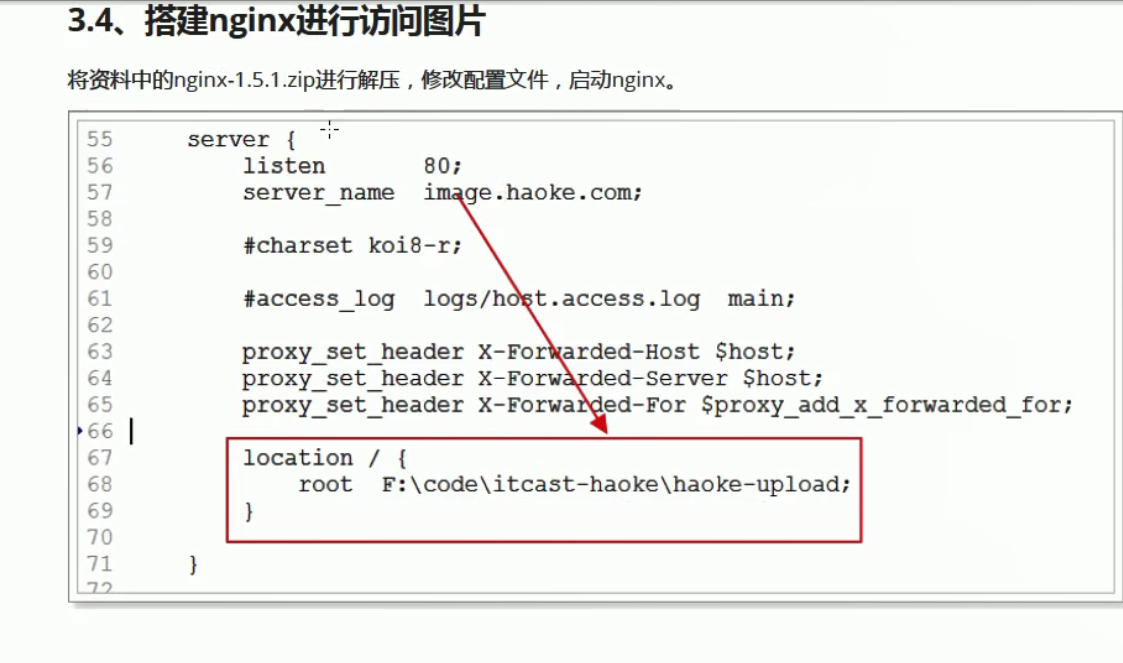 3.4、搭建nginx进行访问图片
将资料中的nginx-1.5.1.zip进行解压，修改配置文件，启动nginx。
55 server {
56 listen 80;
57 server_name image.haoke.com;
58
59 #charset koi8-r;
60
61 #access_log logs/host.access.log main;
62
63 proxy_set_header X-Forwarded-Host $host;
64 proxy_set_header X-Forwarded-Server $host;
65 proxy_set_header X-Forwarded-For $proxy_add_x_forwarded_for;
66
67 location / {
68 root F:\code\itcast-haoke\haoke-upload;
69 }
70
71 }
72